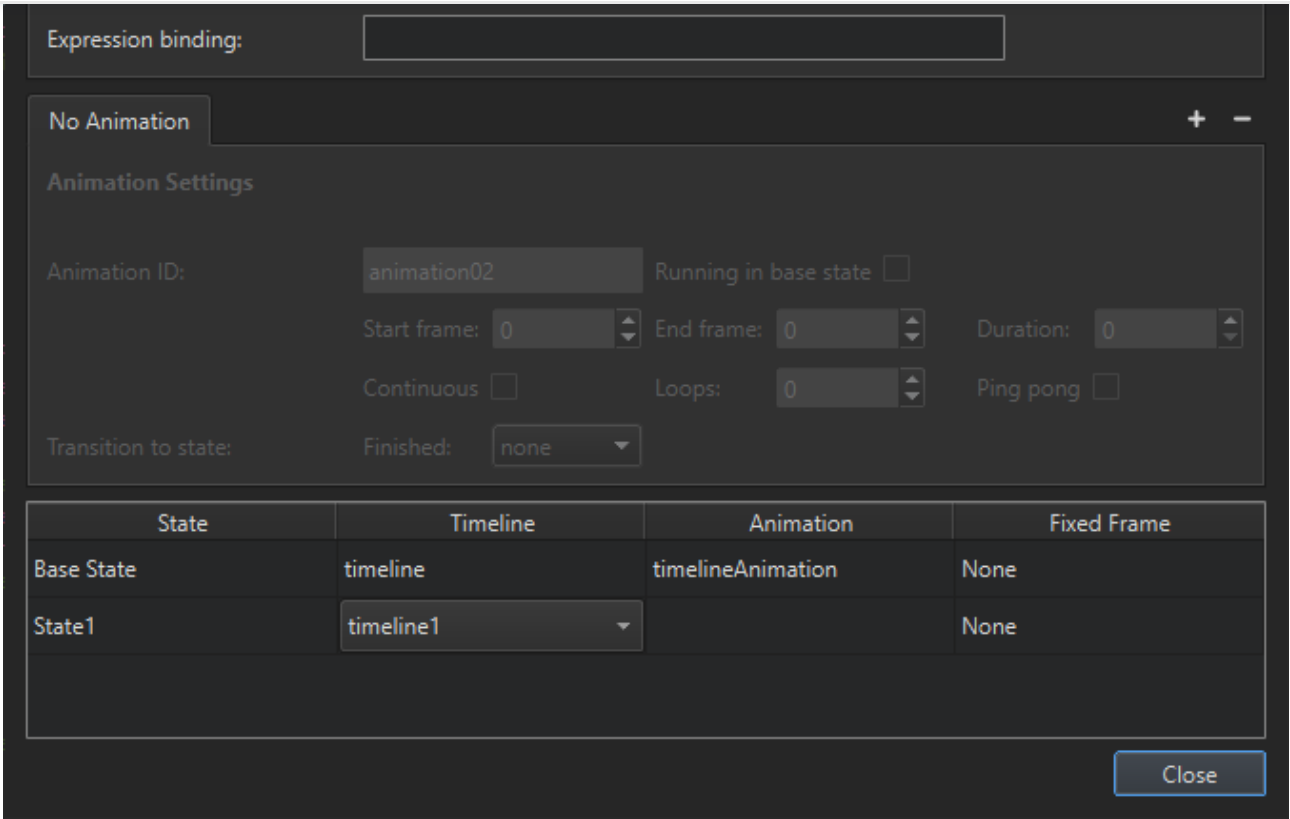 Expression binding:
No Animation
+ −
Animation Settings
Animation ID: animation02 Running in base state
Start frame: 0 End frame: 0 Duration: 0
Continuous Loops: 0 Ping pong
Transition to state: Finished: none
State Timeline Animation Fixed Frame
Base State timeline timelineAnimation None
State1 timeline1 None
Close